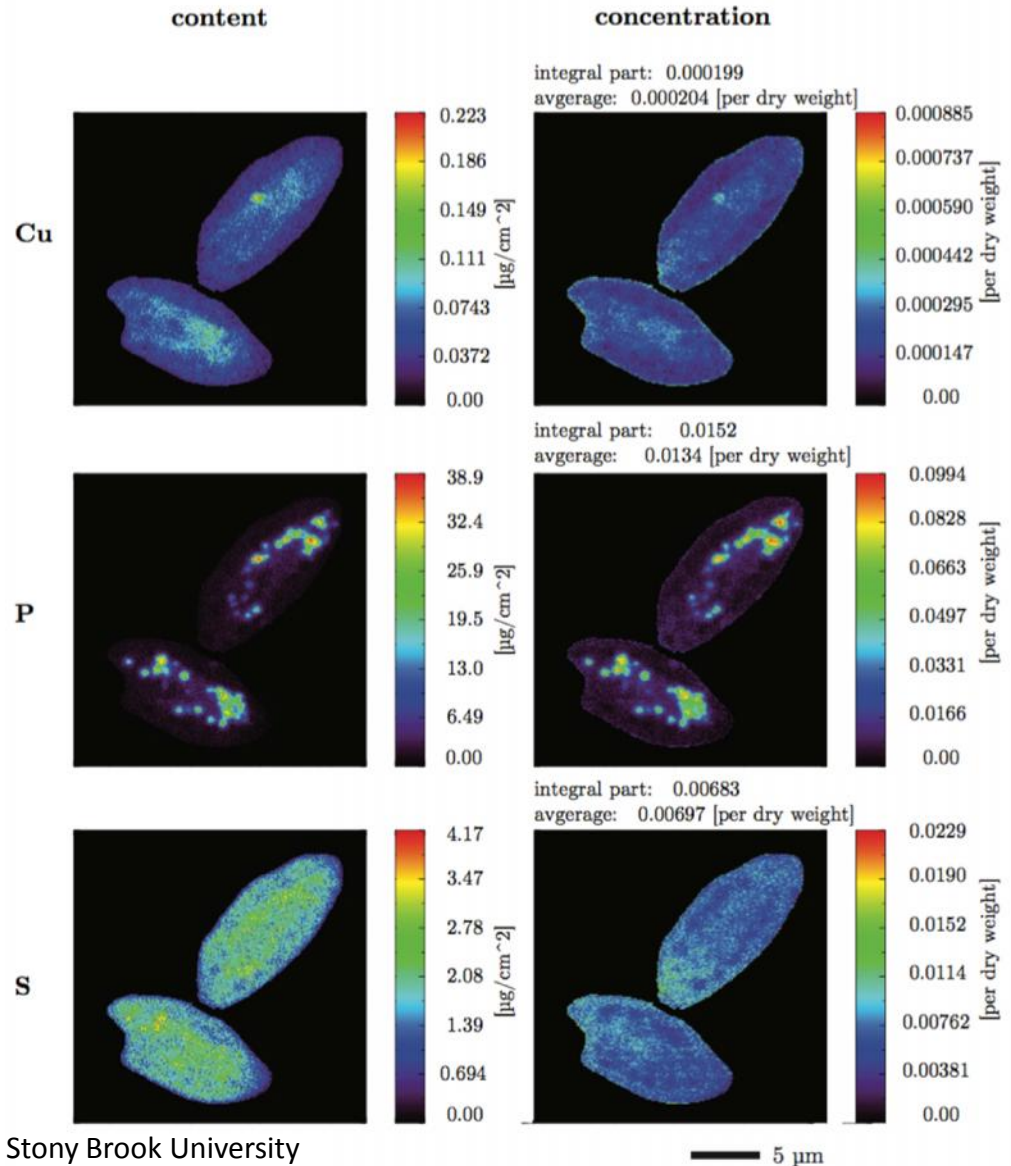 content
concentration
integral part: 0.000199
avgerage: 0.000204 [per dry weight]
Cu
0.223
0.186
0.149
0.111
0.0743
0.0372
0.00
[µg/cm^2]
0.000885
0.000737
0.000590
0.000442
0.000295
0.000147
0.00
[per dry weight]
integral part: 0.0152
avgerage: 0.0134 [per dry weight]
P
38.9
32.4
25.9
19.5
13.0
6.49
0.00
[µg/cm^2]
0.0994
0.0828
0.0663
0.0497
0.0331
0.0166
0.00
[per dry weight]
integral part: 0.00683
avgerage: 0.00697 [per dry weight]
S
4.17
3.47
2.78
2.08
1.39
0.694
0.00
[µg/cm^2]
0.0229
0.0190
0.0152
0.0114
0.00762
0.00381
0.00
[per dry weight]
Stony Brook University
5 µm